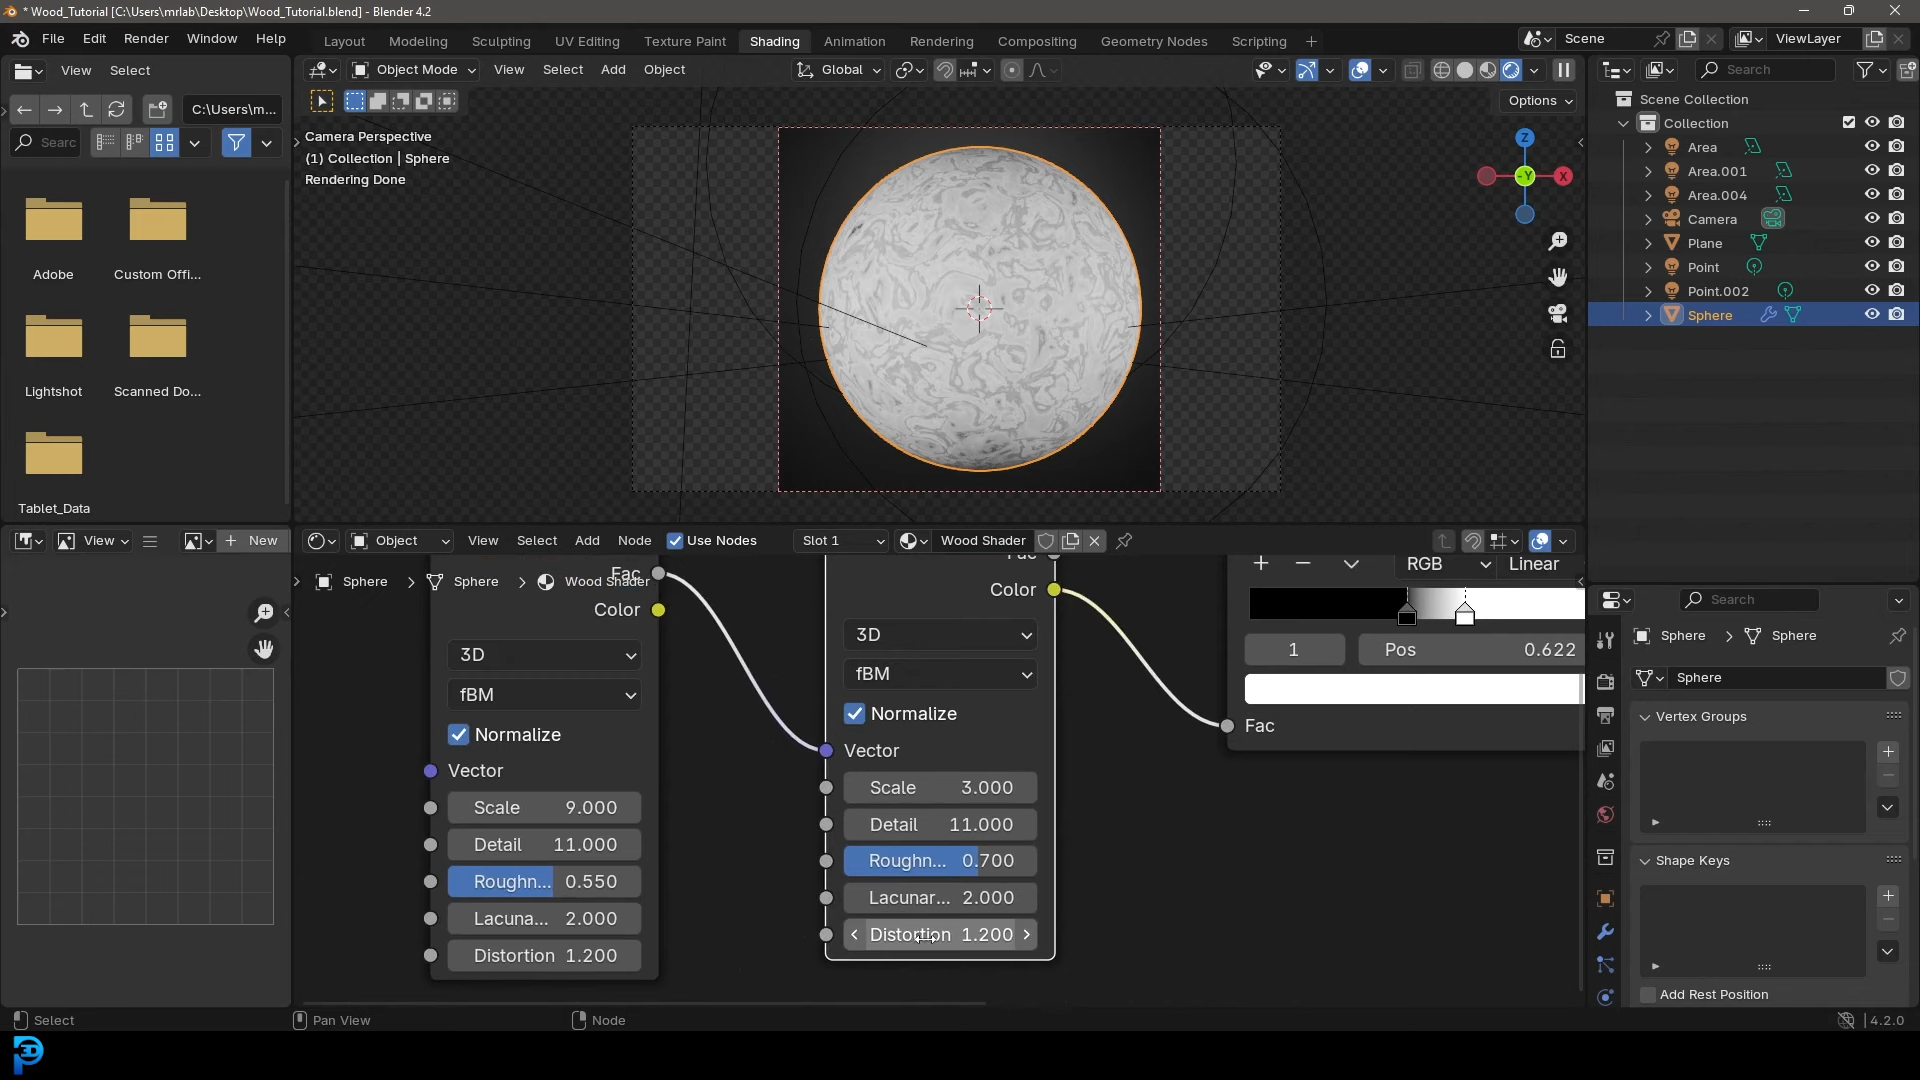 * Wood_Tutorial [C:\Users\mrlab\Desktop\Wood_Tutorial.blend] - Blender 4.2
File Edit Render Window Help
Layout Modeling Sculpting UV Editing Texture Paint Shading Animation Rendering Compositing Geometry Nodes Scripting +
Scene
ViewLayer
View Select
Object Mode View Select Add Object
Global
Search
C:\Users\m...
Options
Searc
Camera Perspective
(1) Collection | Sphere
Rendering Done
Z
-Y
X
Scene Collection
Collection
Area
Area.001
Area.004
Camera
Plane
Point
Point.002
Sphere
Adobe
Custom Offi...
Lightshot
Scanned Do...
Tablet_Data
View
New
Object View Select Add Node Use Nodes Slot 1 Wood Shader
Sphere > Sphere > Wood Shader
Fac
Color
3D
fBM
Normalize
Vector
Scale 9.000
Detail 11.000
Roughn... 0.550
Lacuna... 2.000
Distortion 1.200
Fac
Color
3D
fBM
Normalize
Vector
Scale 3.000
Detail 11.000
Roughn... 0.700
Lacunar... 2.000
Distortion 1.200
RGB
Linear
1
Pos 0.622
Fac
Search
Sphere > Sphere
Sphere
Vertex Groups
Shape Keys
Add Rest Position
Select
Pan View
Node
4.2.0